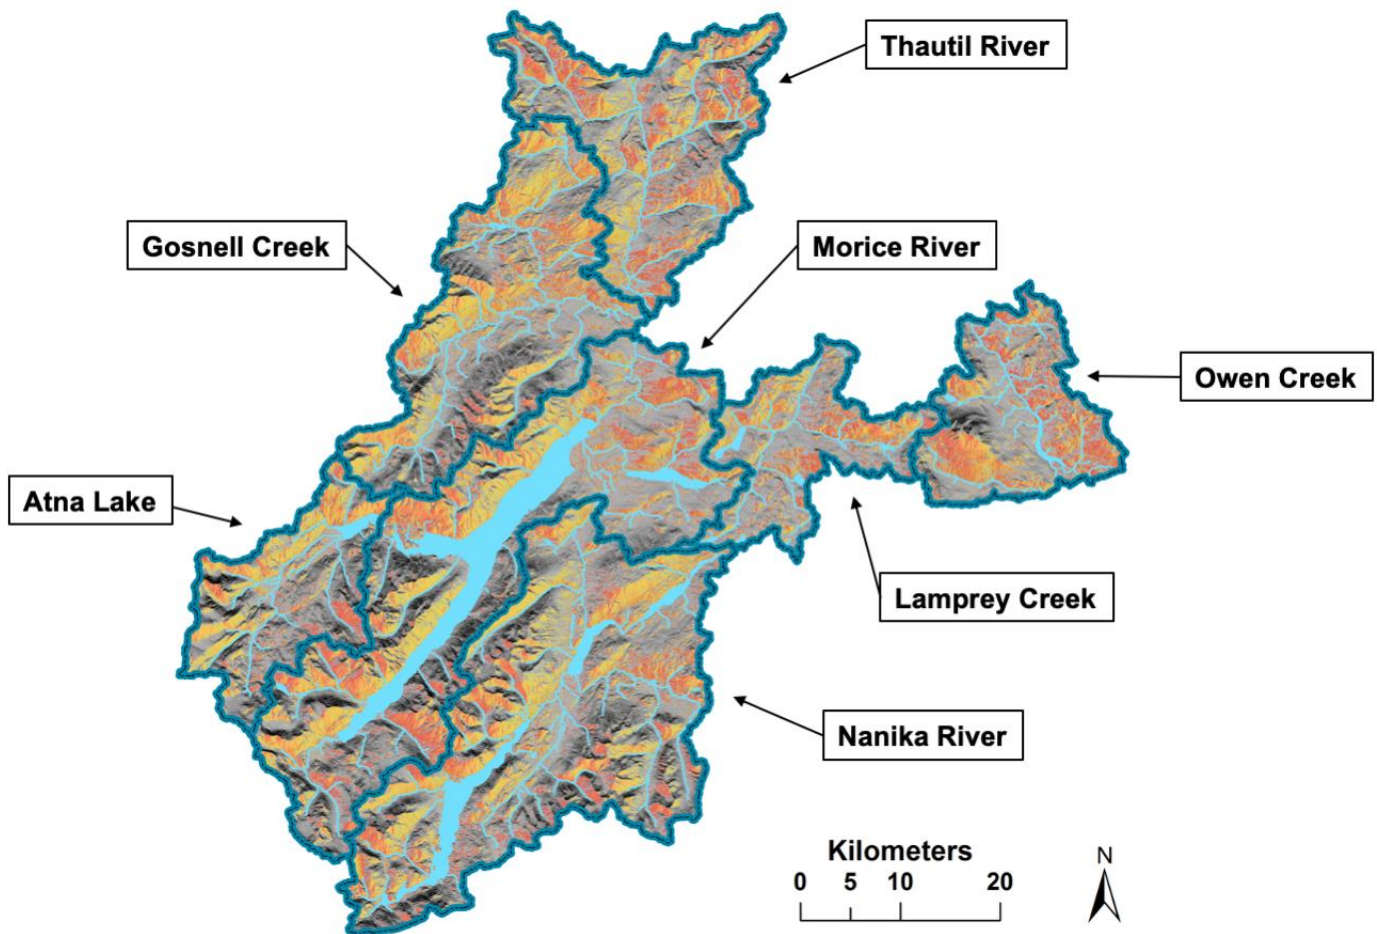 Thautil River
Gosnell Creek
Morice River
Owen Creek
Atna Lake
Lamprey Creek
Nanika River
Kilometers
0 5 10 20
N